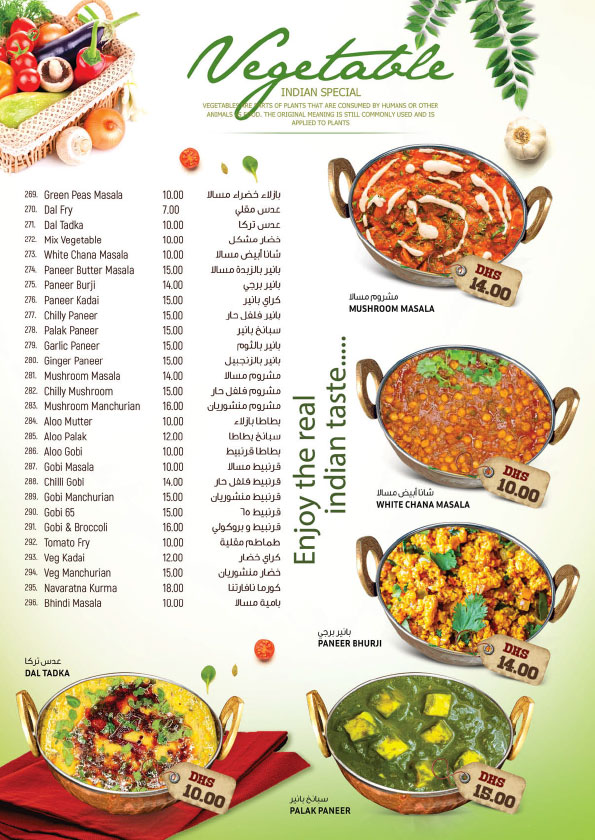 Vegetable
INDIAN SPECIAL
VEGETABLES ARE PARTS OF PLANTS THAT ARE CONSUMED BY HUMANS OR OTHER
ANIMALS AS FOOD. THE ORIGINAL MEANING IS STILL COMMONLY USED AND IS
APPLIED TO PLANTS
269. Green Peas Masala 10.00 بازلاء خضراء مسالا
270. Dal Fry 7.00 عدس مقلي
271. Dal Tadka 10.00 عدس تركا
272. Mix Vegetable 10.00 خضار مشكل
273. White Chana Masala 10.00 شانا أبيض مسالا
274. Paneer Butter Masala 15.00 بانير بالزبدة مسالا
275. Paneer Burji 14.00 بانير برجي
276. Paneer Kadai 15.00 كراي بانير
277. Chilly Paneer 15.00 بانير فلفل حار
278. Palak Paneer 15.00 سبانخ بانير
279. Garlic Paneer 15.00 بانير بالثوم
280. Ginger Paneer 15.00 بانير بالزنجبيل
281. Mushroom Masala 14.00 مشروم مسالا
282. Chilly Mushroom 15.00 مشروم فلفل حار
283. Mushroom Manchurian 16.00 مشروم منشوريان
284. Aloo Mutter 10.00 بطاطا بازلاء
285. Aloo Palak 12.00 سبانخ بطاطا
286. Aloo Gobi 10.00 بطاطا قرنبيط
287. Gobi Masala 10.00 قرنبيط مسالا
288. Chilli Gobi 14.00 قرنبيط فلفل حار
289. Gobi Manchurian 15.00 قرنبيط منشوريان
290. Gobi 65 15.00 قرنبيط ٦٥
291. Gobi & Broccoli 16.00 قرنبيط و بروكولي
292. Tomato Fry 10.00 طماطم مقلية
293. Veg Kadai 12.00 كراي خضار
294. Veg Manchurian 15.00 خضار منشوريان
295. Navaratna Kurma 18.00 كورما نافارتنا
296. Bhindi Masala 10.00 بامية مسالا
Enjoy the real
indian taste.....
DHS
14.00
مشروم مسالا
MUSHROOM MASALA
DHS
10.00
شانا أبيض مسالا
WHITE CHANA MASALA
بانير برجي
PANEER BHURJI
DHS
14.00
عدس تركا
DAL TADKA
DHS
10.00
DHS
15.00
سبانخ بانير
PALAK PANEER